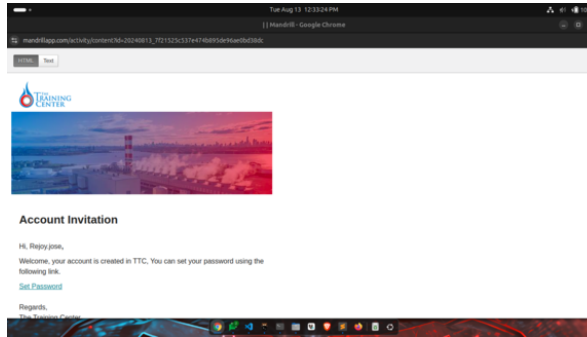 Tue Aug 13 12:33:24 PM
|| Mandrill - Google Chrome
mandrillapp.com/activity/content?id=20240813_7f21525c537e474b895de96ae0bd38dc
HTML Text
THE
TRAINING
CENTER
Account Invitation
Hi, Rejoy.jose,
Welcome, your account is created in TTC, You can set your password using the
following link.
Set Password
Regards,
The Training Center